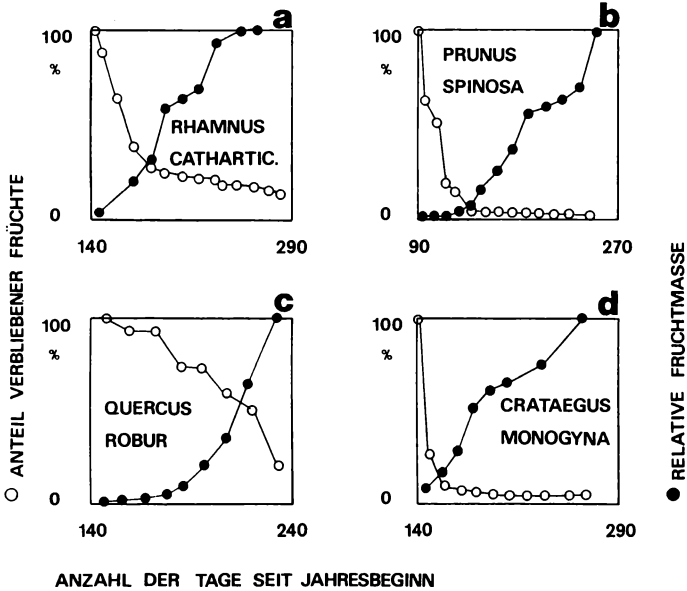 a
100
%
RHAMNUS
CATHARTIC.
0
140
290
b
100
%
PRUNUS
SPINOSA
0
90
270
c
100
%
QUERCUS
ROBUR
0
140
240
d
100
%
CRATAEGUS
MONOGYNA
0
140
290
ANTEIL VERBLIEBENER FRÜCHTE
RELATIVE FRUCHTMASSE
ANZAHL DER TAGE SEIT JAHRESBEGINN